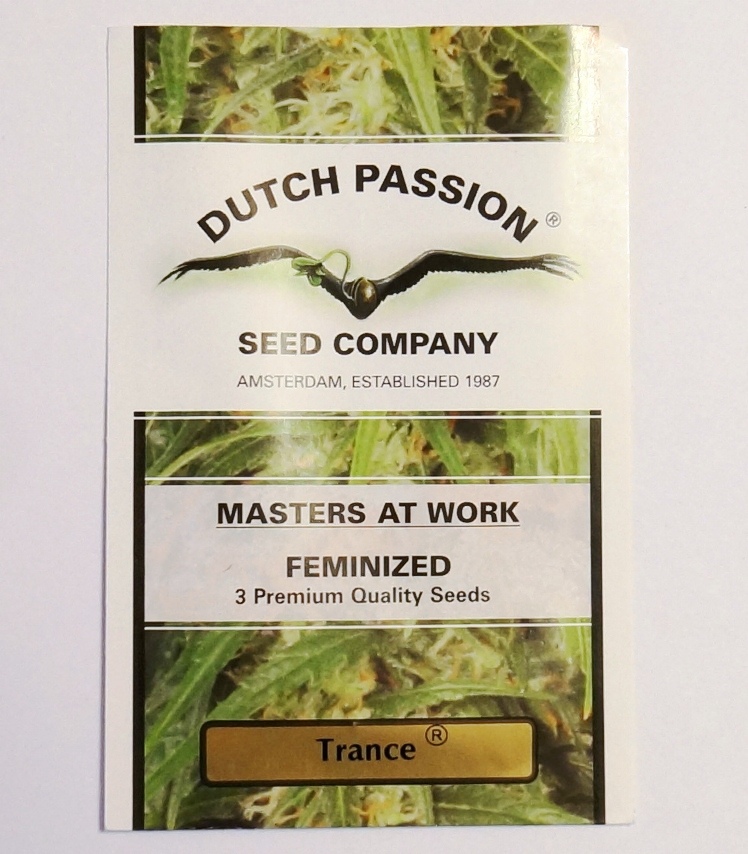 DUTCH PASSION ®
SEED COMPANY
AMSTERDAM, ESTABLISHED 1987
MASTERS AT WORK
FEMINIZED
3 Premium Quality Seeds
Trance ®